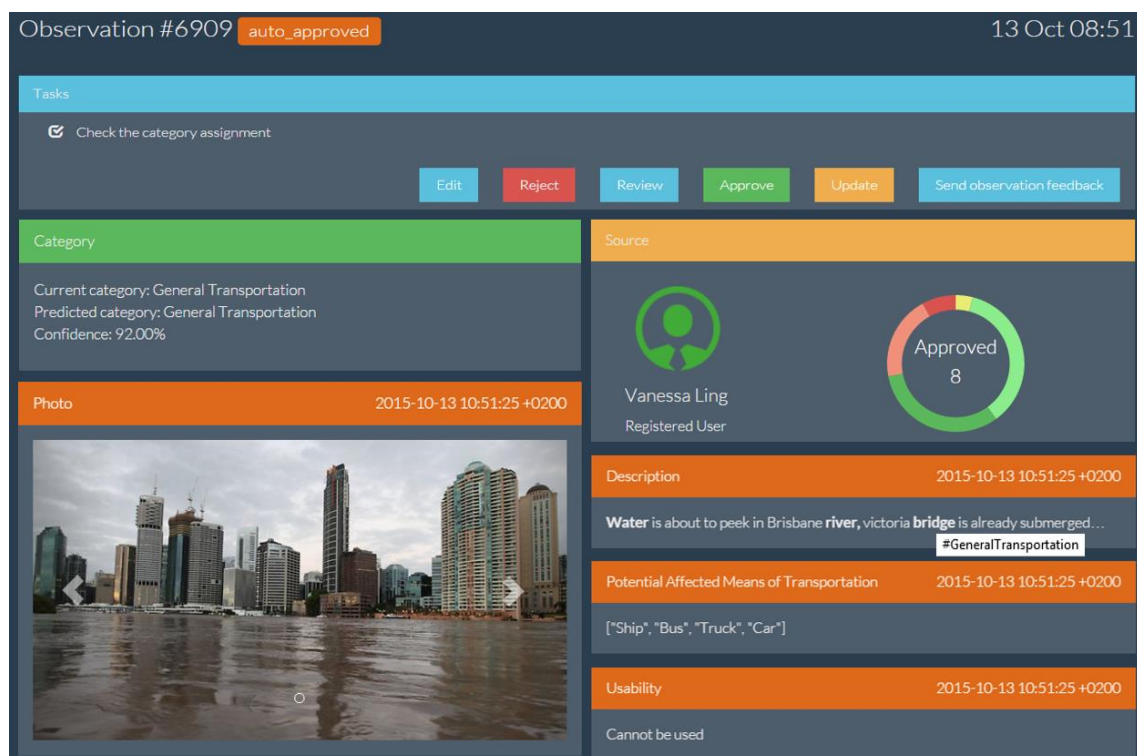 Observation #6909 auto_approved
13 Oct 08:51
Tasks
Check the category assignment
Edit Reject Review Approve Update Send observation feedback
Category
Current category: General Transportation
Predicted category: General Transportation
Confidence: 92.00%
Source
Approved
8
Vanessa Ling
Registered User
Photo 2015-10-13 10:51:25 +0200
Description 2015-10-13 10:51:25 +0200
Water is about to peek in Brisbane river, victoria bridge is already submerged...
#GeneralTransportation
Potential Affected Means of Transportation 2015-10-13 10:51:25 +0200
["Ship", "Bus", "Truck", "Car"]
Usability 2015-10-13 10:51:25 +0200
Cannot be used